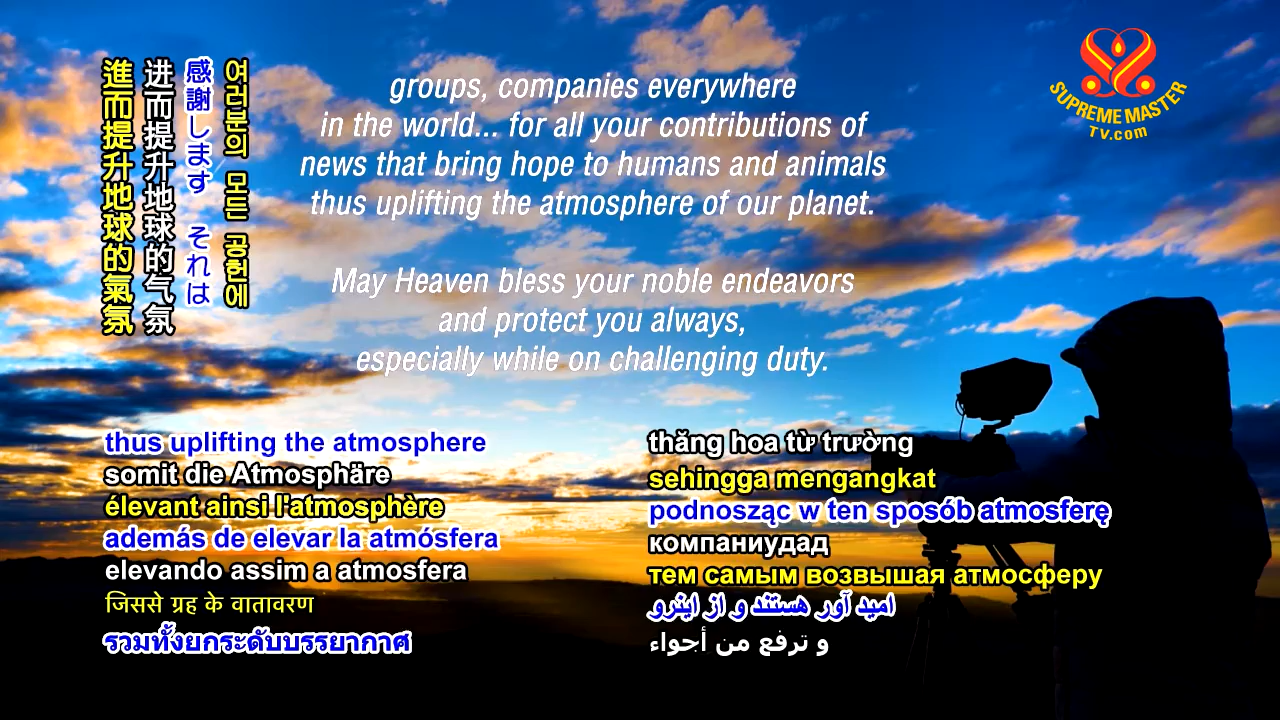 進而提升地球的氣氛
进而提升地球的气氛
感謝します それは
여러분의 모든 공헌에
groups, companies everywhere
in the world... for all your contributions of
news that bring hope to humans and animals
thus uplifting the atmosphere of our planet.
May Heaven bless your noble endeavors
and protect you always,
especially while on challenging duty.
SUPREME MASTER
TV.com
thus uplifting the atmosphere
somit die Atmosphäre
élevant ainsi l'atmosphère
además de elevar la atmósfera
elevando assim a atmosfera
जिससे ग्रह के वातावरण
รวมทั้งยกระดับบรรยากาศ
thăng hoa từ trường
sehingga mengangkat
podnosząc w ten sposób atmosferę
компаниудад
тем самым возвышая атмосферу
امید آور هستند و از اینرو
و ترفع من أجواء